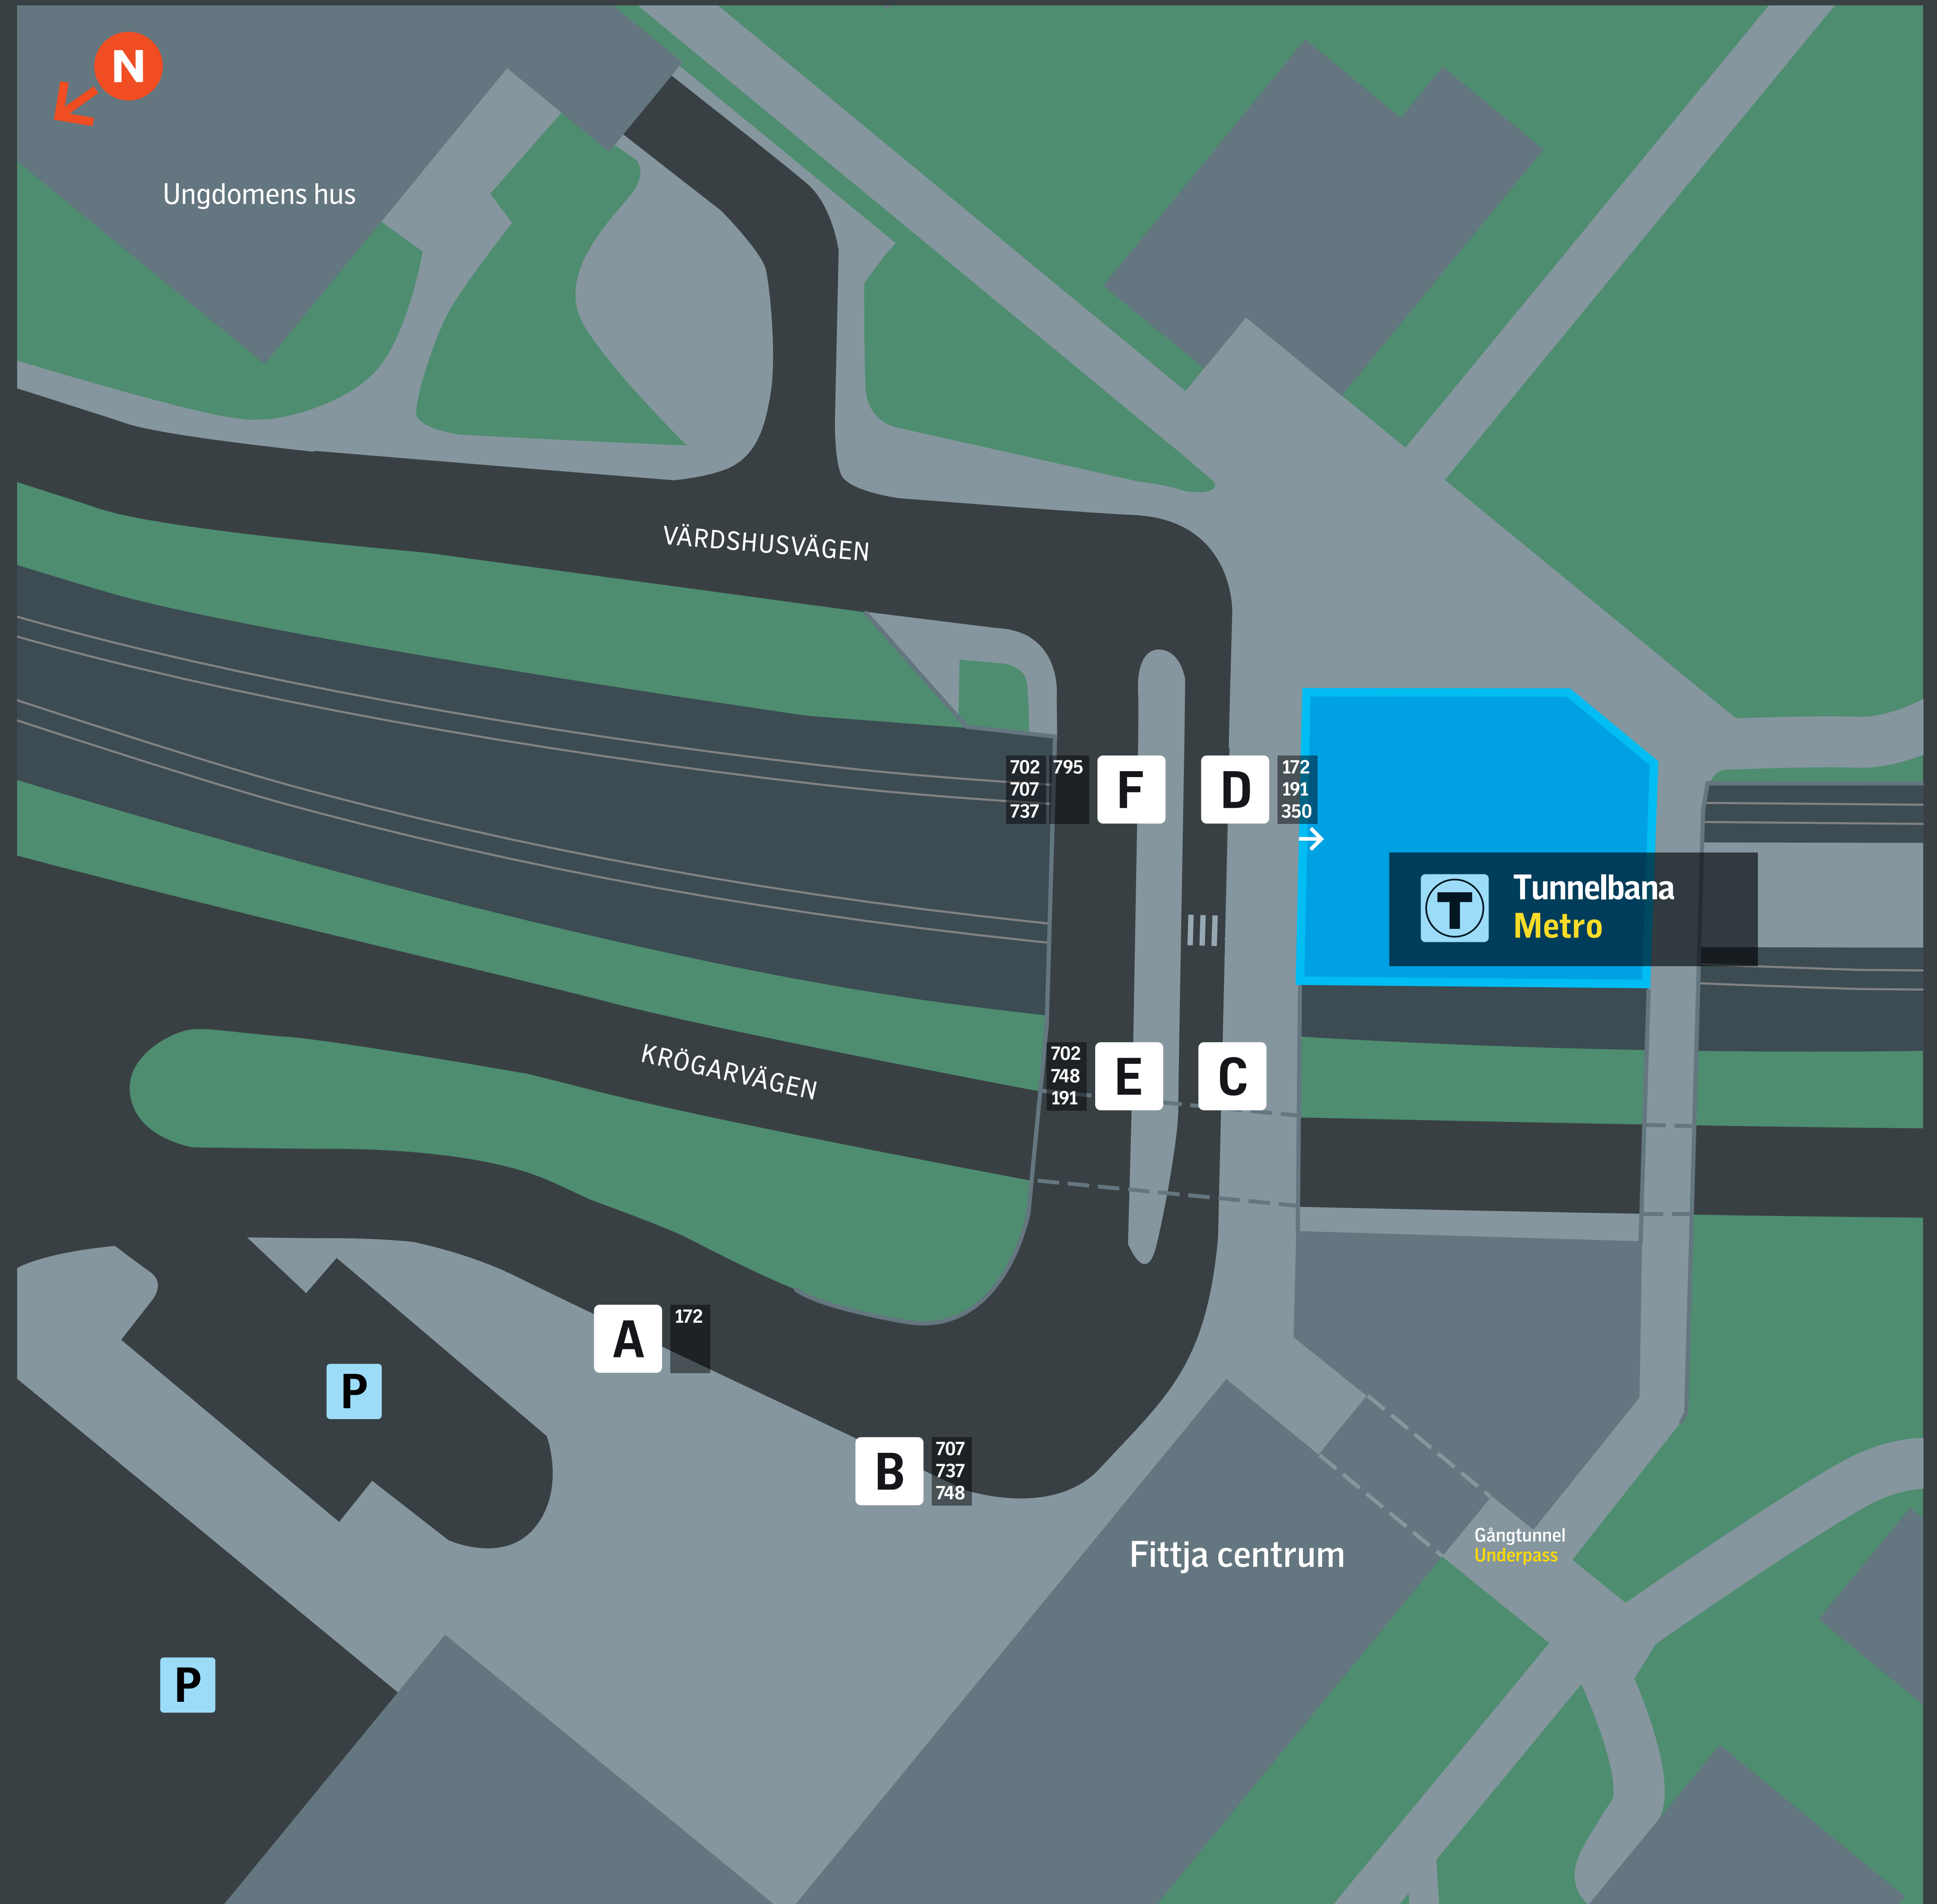 N
Ungdomens hus
VÄRDSHUSVÄGEN
702 795
707
737
F
D
172
191
350
T
Tunnelbana
Metro
KRÖGARVÄGEN
702
748
191
E
C
A
172
P
B
707
737
748
Fittja centrum
Gångtunnel
Underpass
P